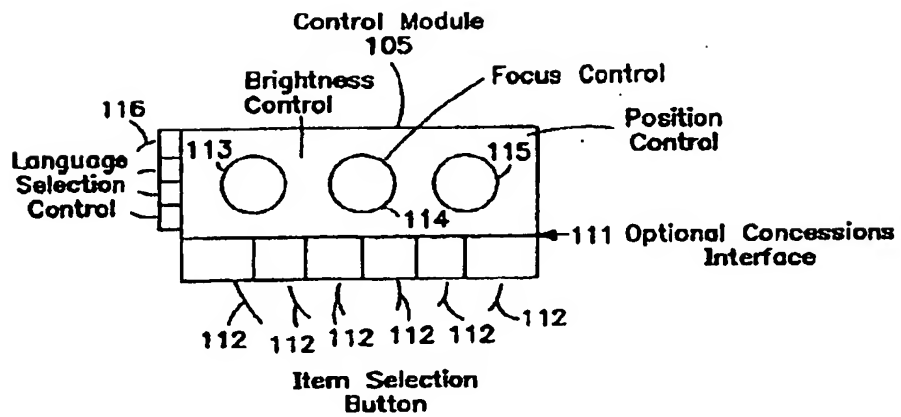 Control Module
105
Brightness
Control
Focus Control
Position
Control
116
Language
Selection
Control
113
114
115
111 Optional Concessions
Interface
112 112 112 112 112 112
Item Selection
Button